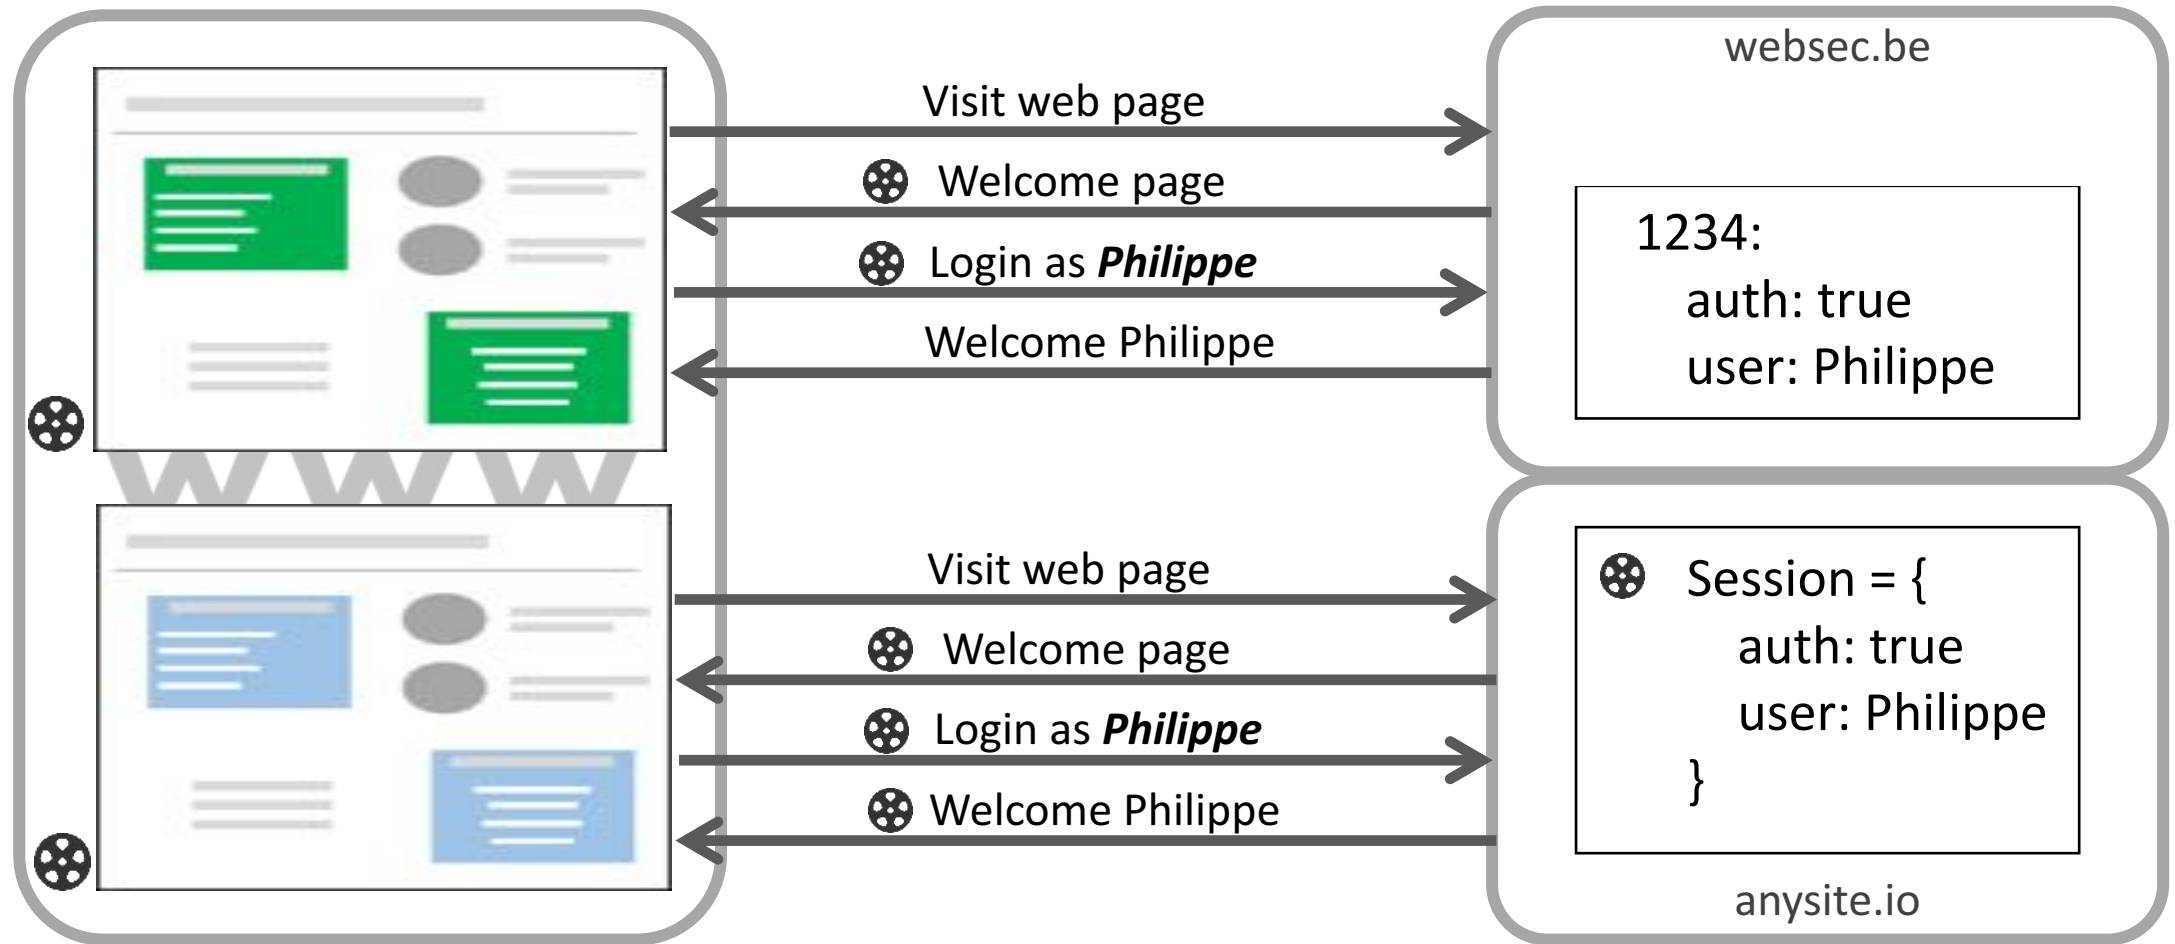 websec.be
Visit web page
Welcome page
Login as Philippe
Welcome Philippe
1234:
auth: true
user: Philippe
www
Visit web page
Welcome page
Login as Philippe
Welcome Philippe
Session = {
auth: true
user: Philippe
}
anysite.io